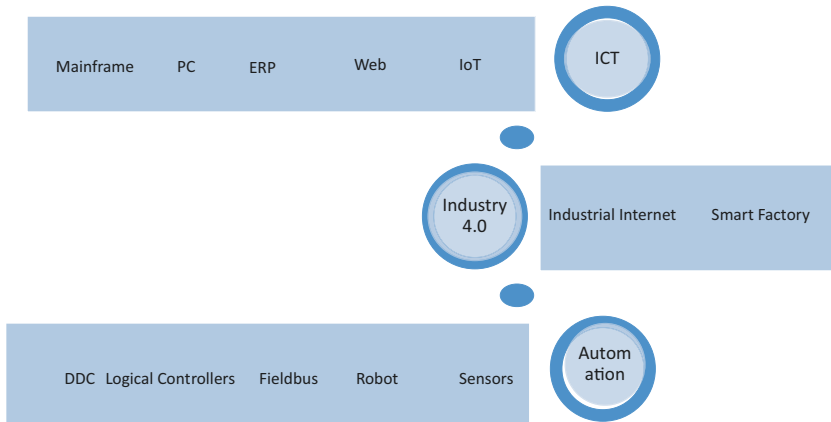 Mainframe PC ERP Web IoT
ICT
Industry
4.0
Industrial Internet Smart Factory
DDC Logical Controllers Fieldbus Robot Sensors
Autom
ation